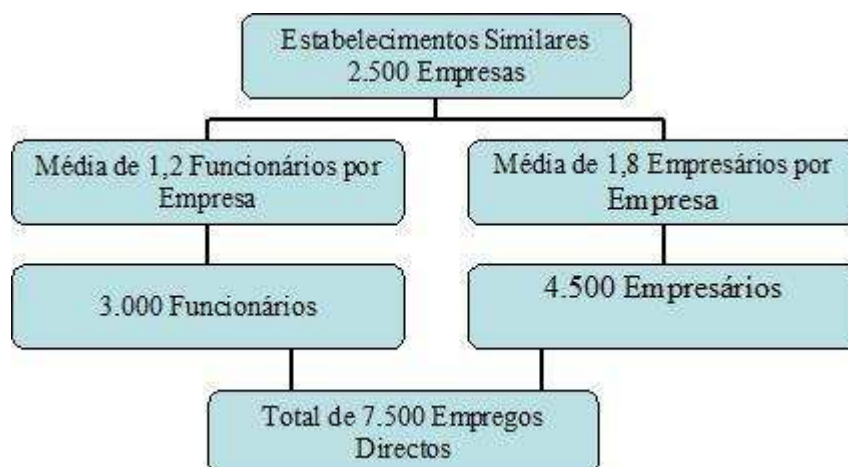 Estabelecimentos Similares
2.500 Empresas
Média de 1,2 Funcionários por
Empresa
Média de 1,8 Empresários por
Empresa
3.000 Funcionários
4.500 Empresários
Total de 7.500 Empregos
Directos